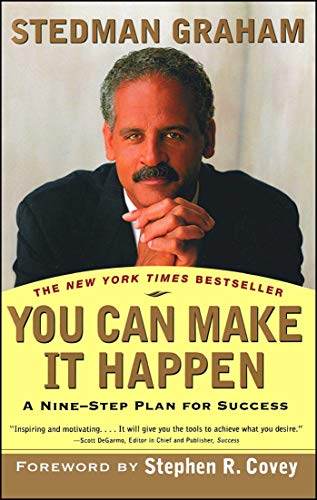 STEDMAN GRAHAM
THE NEW YORK TIMES BESTSELLER
YOU CAN MAKE
IT HAPPEN
A NINE–STEP PLAN FOR SUCCESS
"Inspiring and motivating. . . . It will give you the tools to achieve what you desire."
—Scott DeGarmo, Editor in Chief and Publisher, Success
FOREWORD BY STEPHEN R. COVEY